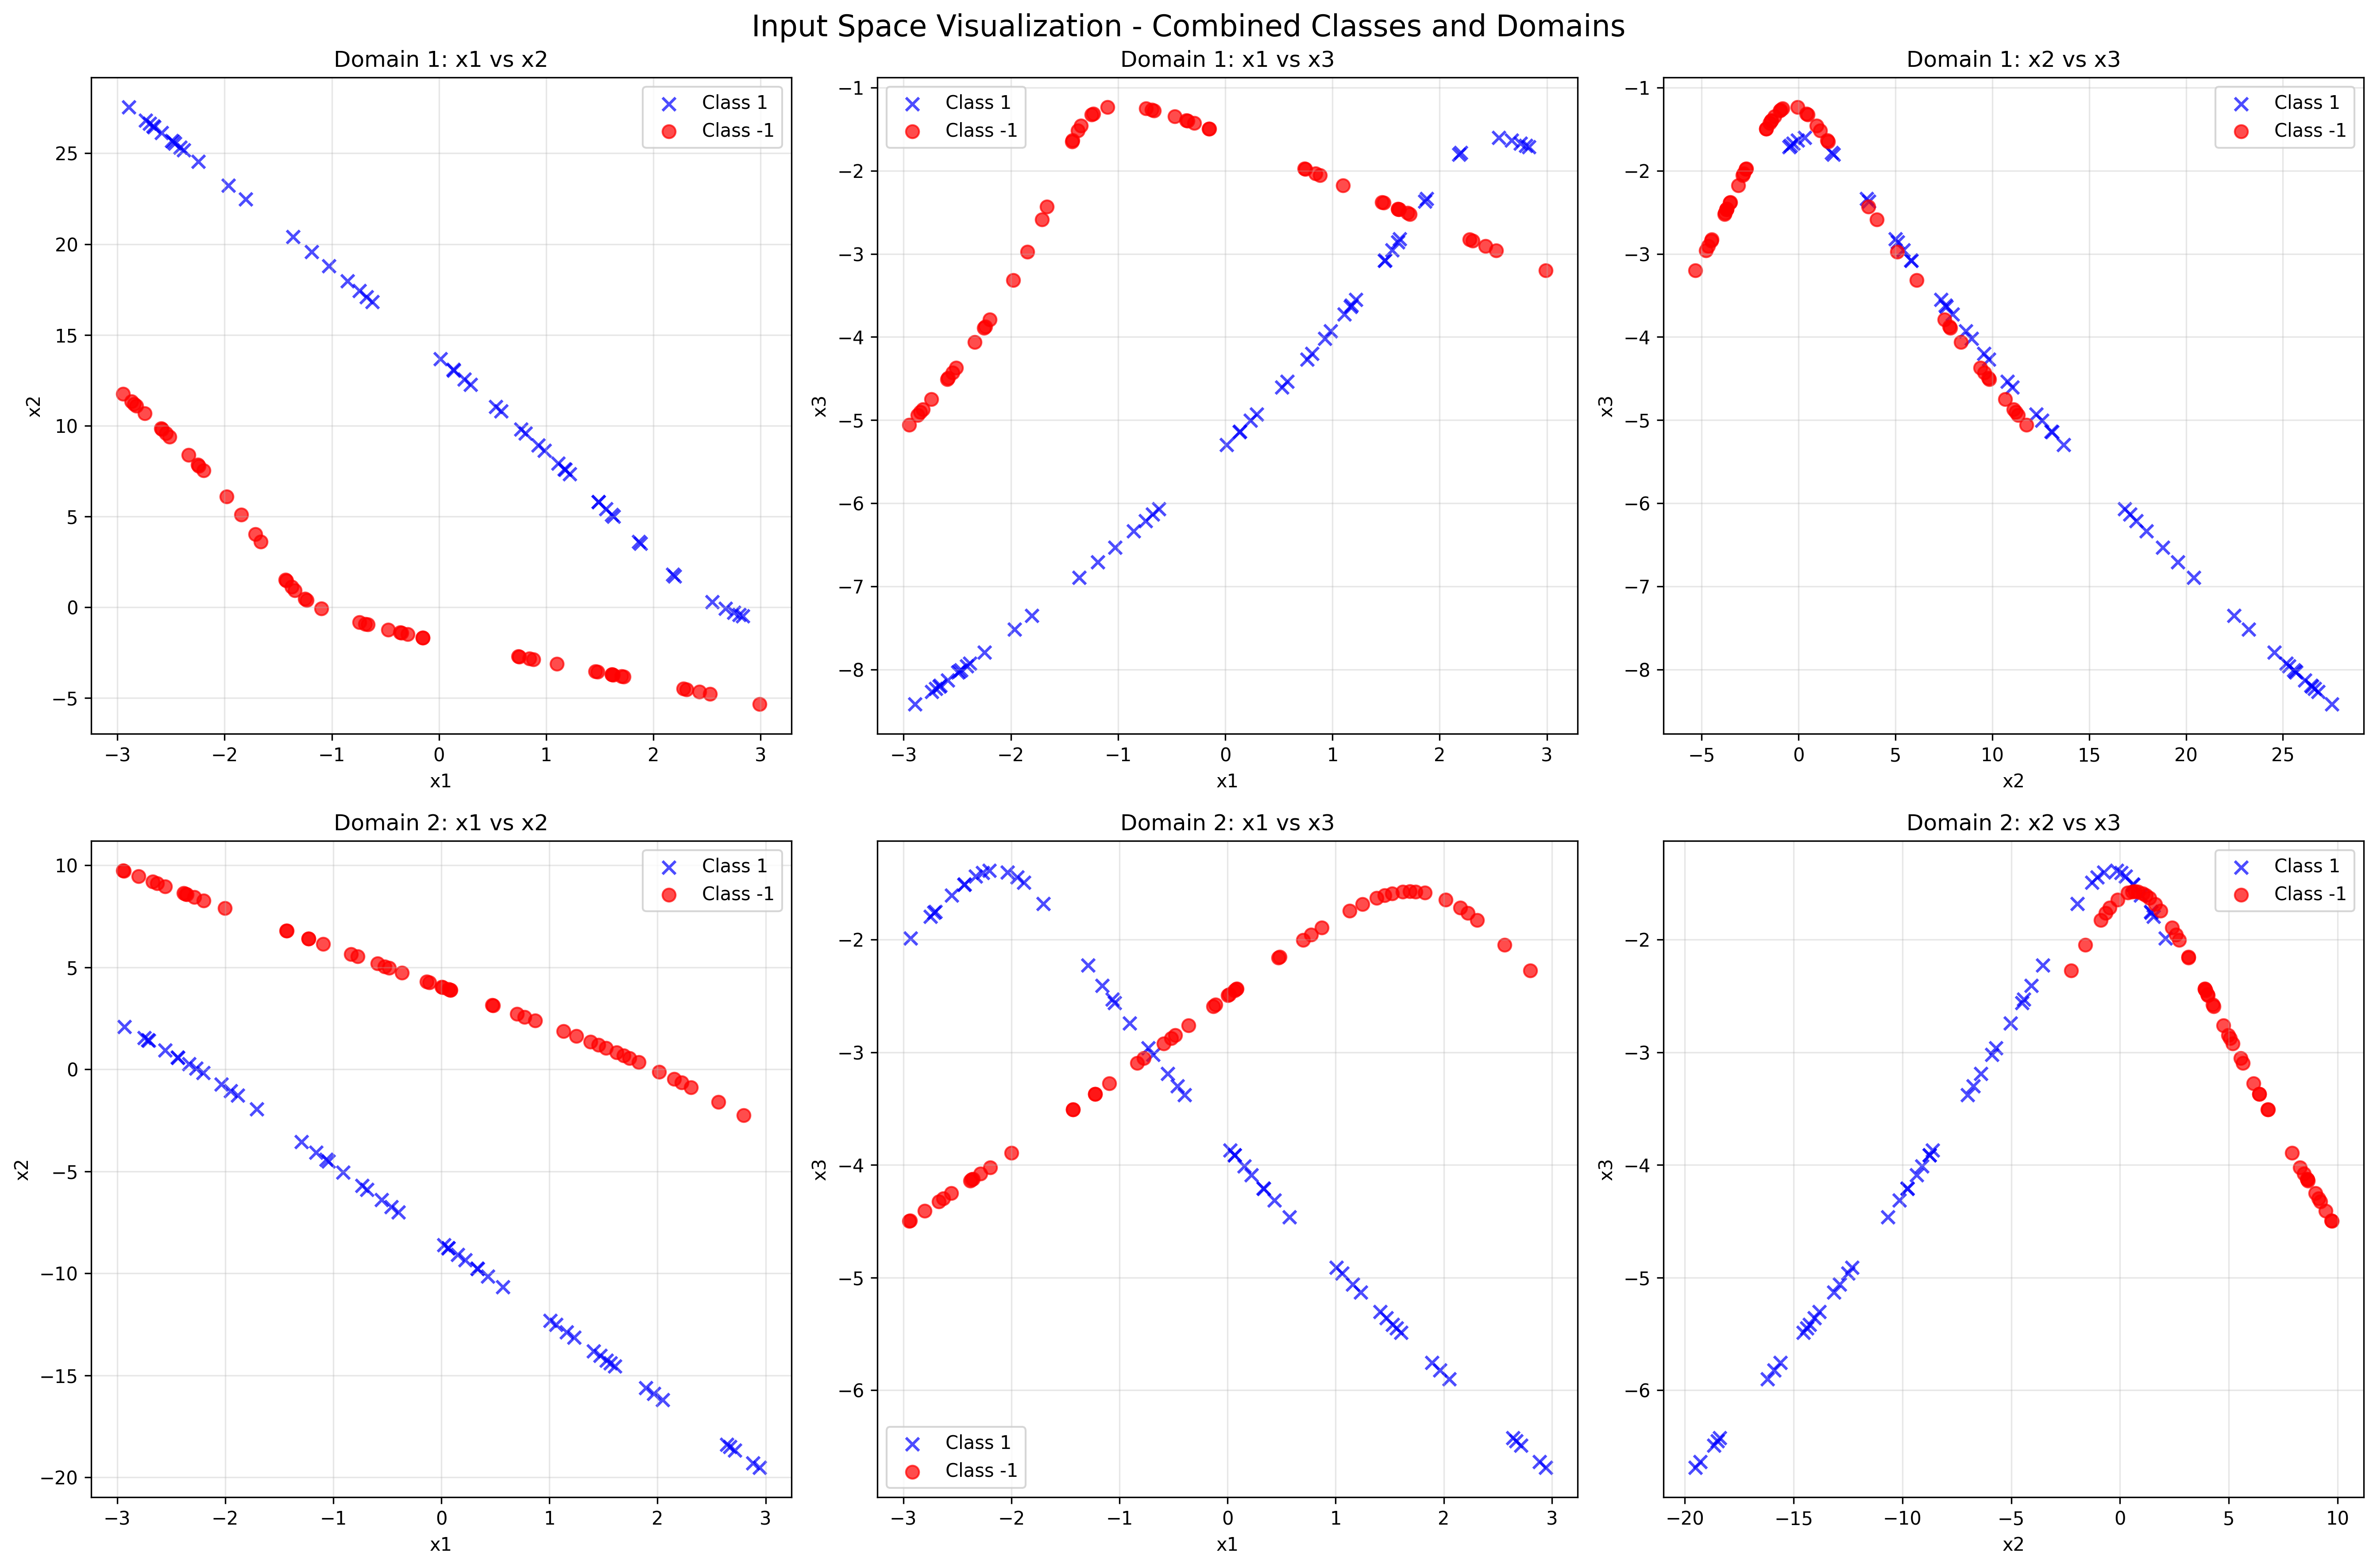 Input Space Visualization - Combined Classes and Domains
Domain 1: x1 vs x2
Class 1
Class -1
25
20
15
10
5
0
−5
x2
−3 −2 −1 0 1 2 3
x1
Domain 1: x1 vs x3
Class 1
Class -1
−1
−2
−3
−4
−5
−6
−7
−8
x3
−3 −2 −1 0 1 2 3
x1
Domain 1: x2 vs x3
Class 1
Class -1
−1
−2
−3
−4
−5
−6
−7
−8
x3
−5 0 5 10 15 20 25
x2
Domain 2: x1 vs x2
Class 1
Class -1
10
5
0
−5
−10
−15
−20
x2
−3 −2 −1 0 1 2 3
x1
Domain 2: x1 vs x3
−2
−3
−4
−5
−6
x3
Class 1
Class -1
−3 −2 −1 0 1 2 3
x1
Domain 2: x2 vs x3
Class 1
Class -1
−2
−3
−4
−5
−6
x3
−20 −15 −10 −5 0 5 10
x2